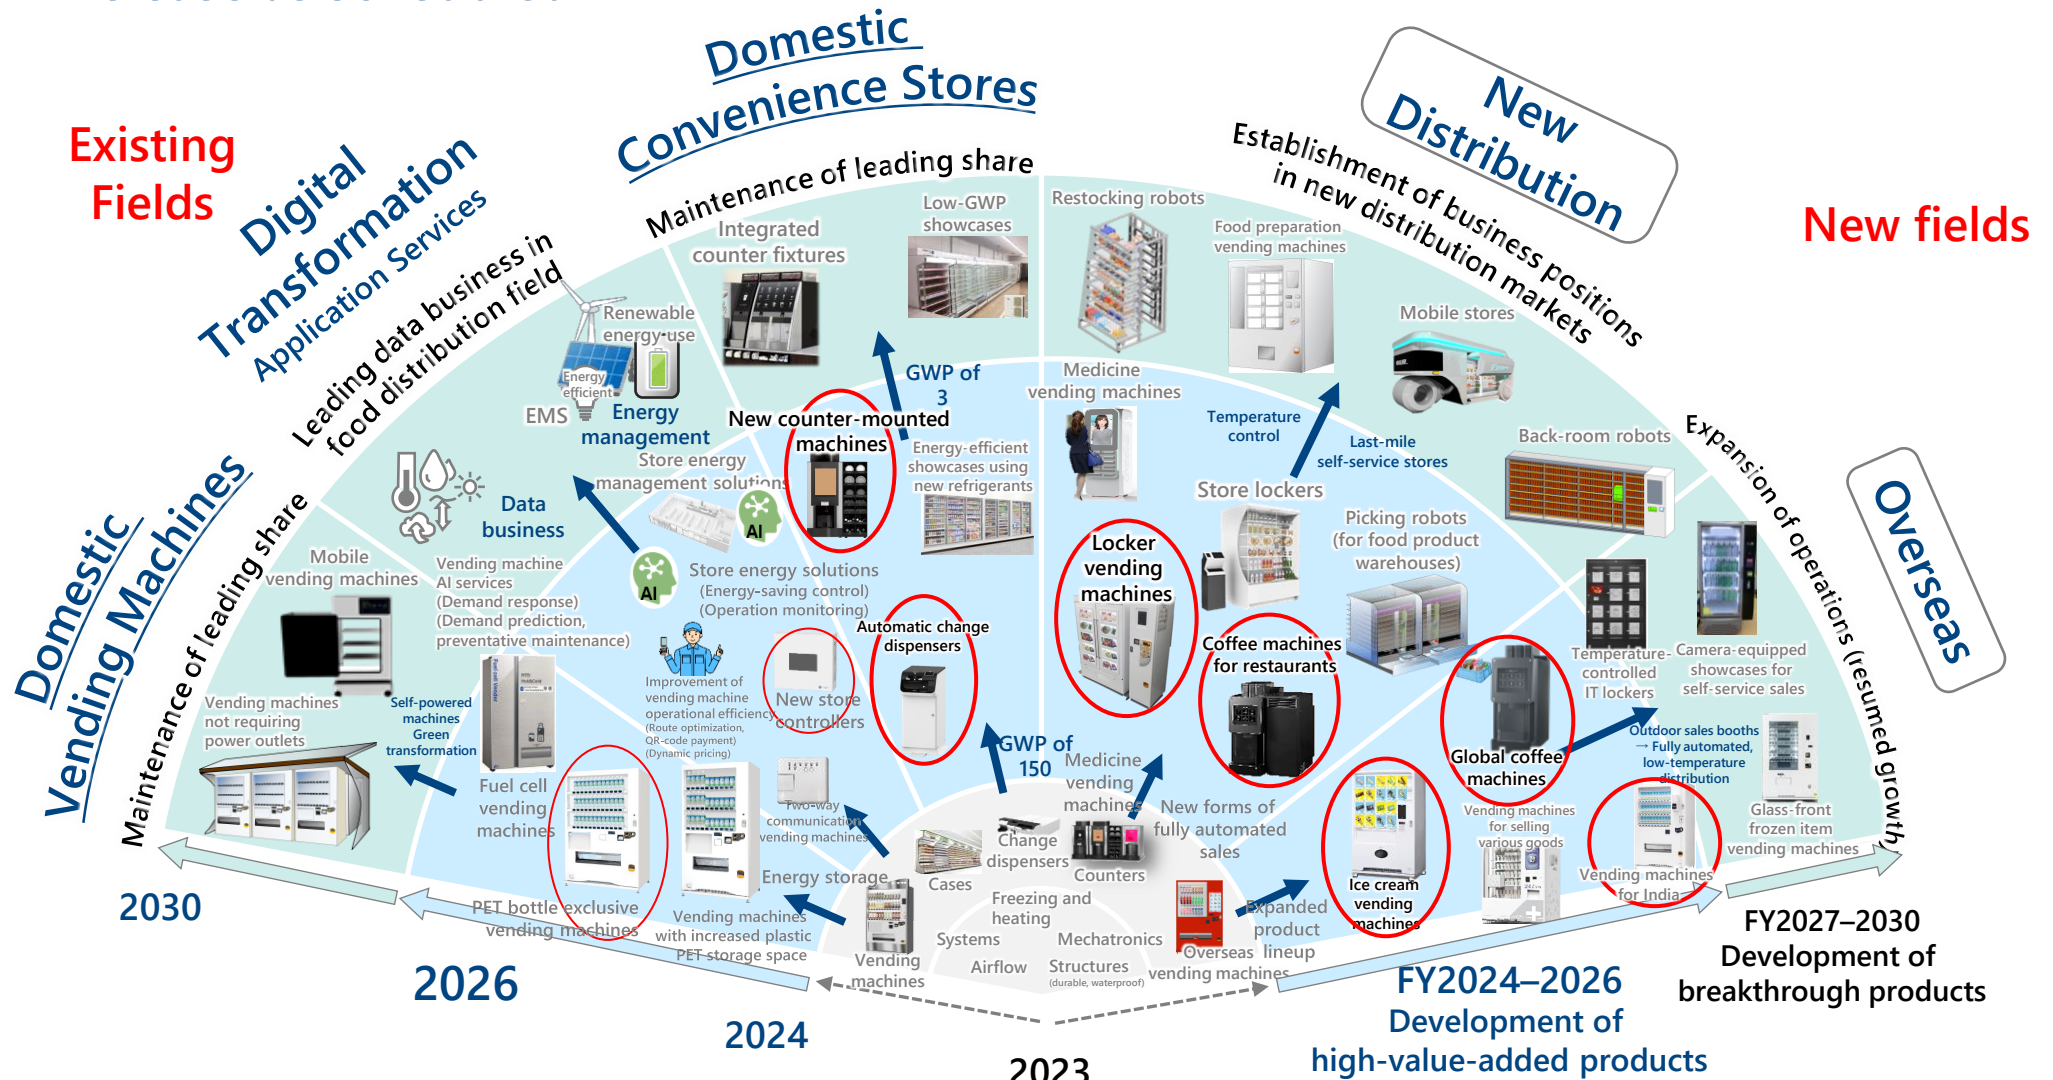 Existing
Fields
New fields
Domestic
Convenience Stores
Maintenance of leading share
Digital
Transformation
Application Services
Leading data business in
food distribution field
Domestic
Vending Machines
Maintenance of leading share
New
Distribution
Establishment of business positions
in new distribution markets
Overseas
Expansion of operations (resumed growth)
Integrated
counter fixtures
Low-GWP
showcases
GWP of
3
New counter-mounted
machines
Energy-efficient
showcases using
new refrigerants
Automatic change
dispensers
GWP of
150
Renewable
energy use
Energy
efficient
EMS
Energy
management
Store energy
management solutions
AI
Data
business
AI
Vending machine
AI services
(Demand response)
(Demand prediction,
preventative maintenance)
Store energy solutions
(Energy-saving control)
(Operation monitoring)
Improvement of
vending machine
operational efficiency
(Route optimization,
QR-code payment)
(Dynamic pricing)
New store
controllers
Two-way
communication
vending machines
Mobile
vending machines
Vending machines
not requiring
power outlets
Self-powered
machines
Green
transformation
Fuel cell
vending
machines
PET bottle exclusive
vending machines
Vending machines
with increased plastic
PET storage space
Energy storage
Restocking robots
Food preparation
vending machines
Mobile stores
Back-room robots
Medicine
vending machines
Temperature
control
Last-mile
self-service stores
Store lockers
Picking robots
(for food product
warehouses)
Locker
vending
machines
Coffee machines
for restaurants
Medicine
vending
machines
New forms of
fully automated
sales
Temperature-
controlled
IT lockers
Camera-equipped
showcases for
self-service sales
Outdoor sales booths
→ Fully automated,
low-temperature
distribution
Global coffee
machines
Glass-front
frozen item
vending machines
Vending machines
for selling
various goods
Vending machines
for India
Ice cream
vending
machines
Expanded
product
lineup
Cases
Change
dispensers
Counters
Vending
machines
Overseas
vending machines
Freezing and
heating
Systems
Mechatronics
Airflow
Structures
(durable, waterproof)
2030
2026
2024
2023
FY2024–2026
Development of
high-value-added products
FY2027–2030
Development of
breakthrough products